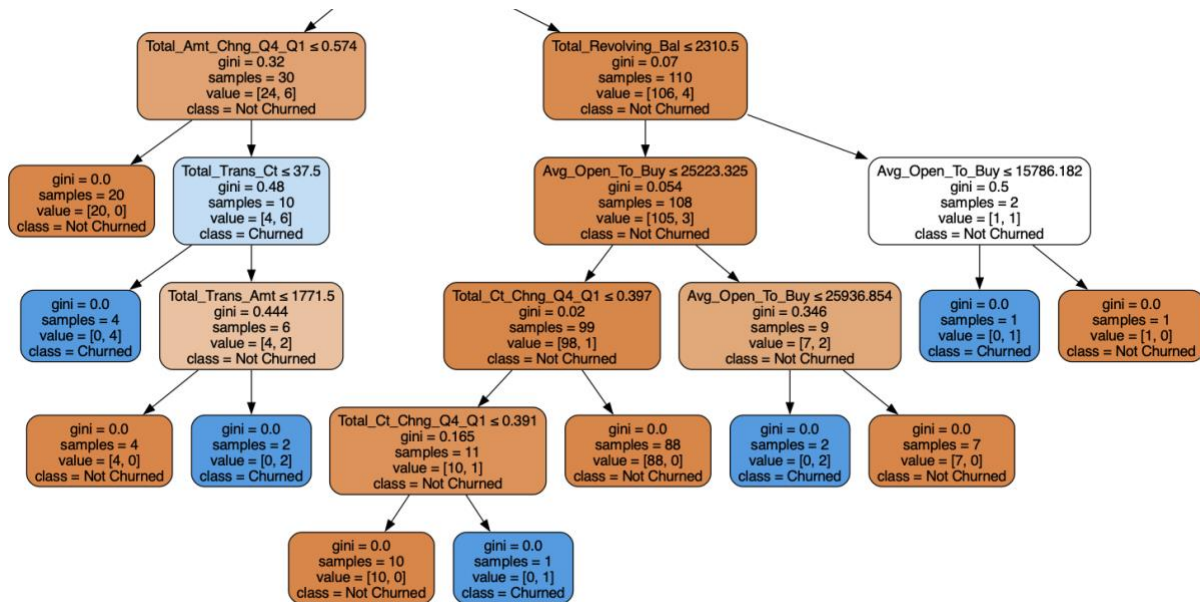 Total_Amt_Chng_Q4_Q1 ≤ 0.574
gini = 0.32
samples = 30
value = [24, 6]
class = Not Churned
Total_Revolving_Bal ≤ 2310.5
gini = 0.07
samples = 110
value = [106, 4]
class = Not Churned
gini = 0.0
samples = 20
value = [20, 0]
class = Not Churned
Total_Trans_Ct ≤ 37.5
gini = 0.48
samples = 10
value = [4, 6]
class = Churned
Avg_Open_To_Buy ≤ 25223.325
gini = 0.054
samples = 108
value = [105, 3]
class = Not Churned
Avg_Open_To_Buy ≤ 15786.182
gini = 0.5
samples = 2
value = [1, 1]
class = Not Churned
gini = 0.0
samples = 4
value = [0, 4]
class = Churned
Total_Trans_Amt ≤ 1771.5
gini = 0.444
samples = 6
value = [4, 2]
class = Not Churned
Total_Ct_Chng_Q4_Q1 ≤ 0.397
gini = 0.02
samples = 99
value = [98, 1]
class = Not Churned
Avg_Open_To_Buy ≤ 25936.854
gini = 0.346
samples = 9
value = [7, 2]
class = Not Churned
gini = 0.0
samples = 1
value = [0, 1]
class = Churned
gini = 0.0
samples = 1
value = [1, 0]
class = Not Churned
gini = 0.0
samples = 4
value = [4, 0]
class = Not Churned
gini = 0.0
samples = 2
value = [0, 2]
class = Churned
Total_Ct_Chng_Q4_Q1 ≤ 0.391
gini = 0.165
samples = 11
value = [10, 1]
class = Not Churned
gini = 0.0
samples = 88
value = [88, 0]
class = Not Churned
gini = 0.0
samples = 2
value = [0, 2]
class = Churned
gini = 0.0
samples = 7
value = [7, 0]
class = Not Churned
gini = 0.0
samples = 10
value = [10, 0]
class = Not Churned
gini = 0.0
samples = 1
value = [0, 1]
class = Churned